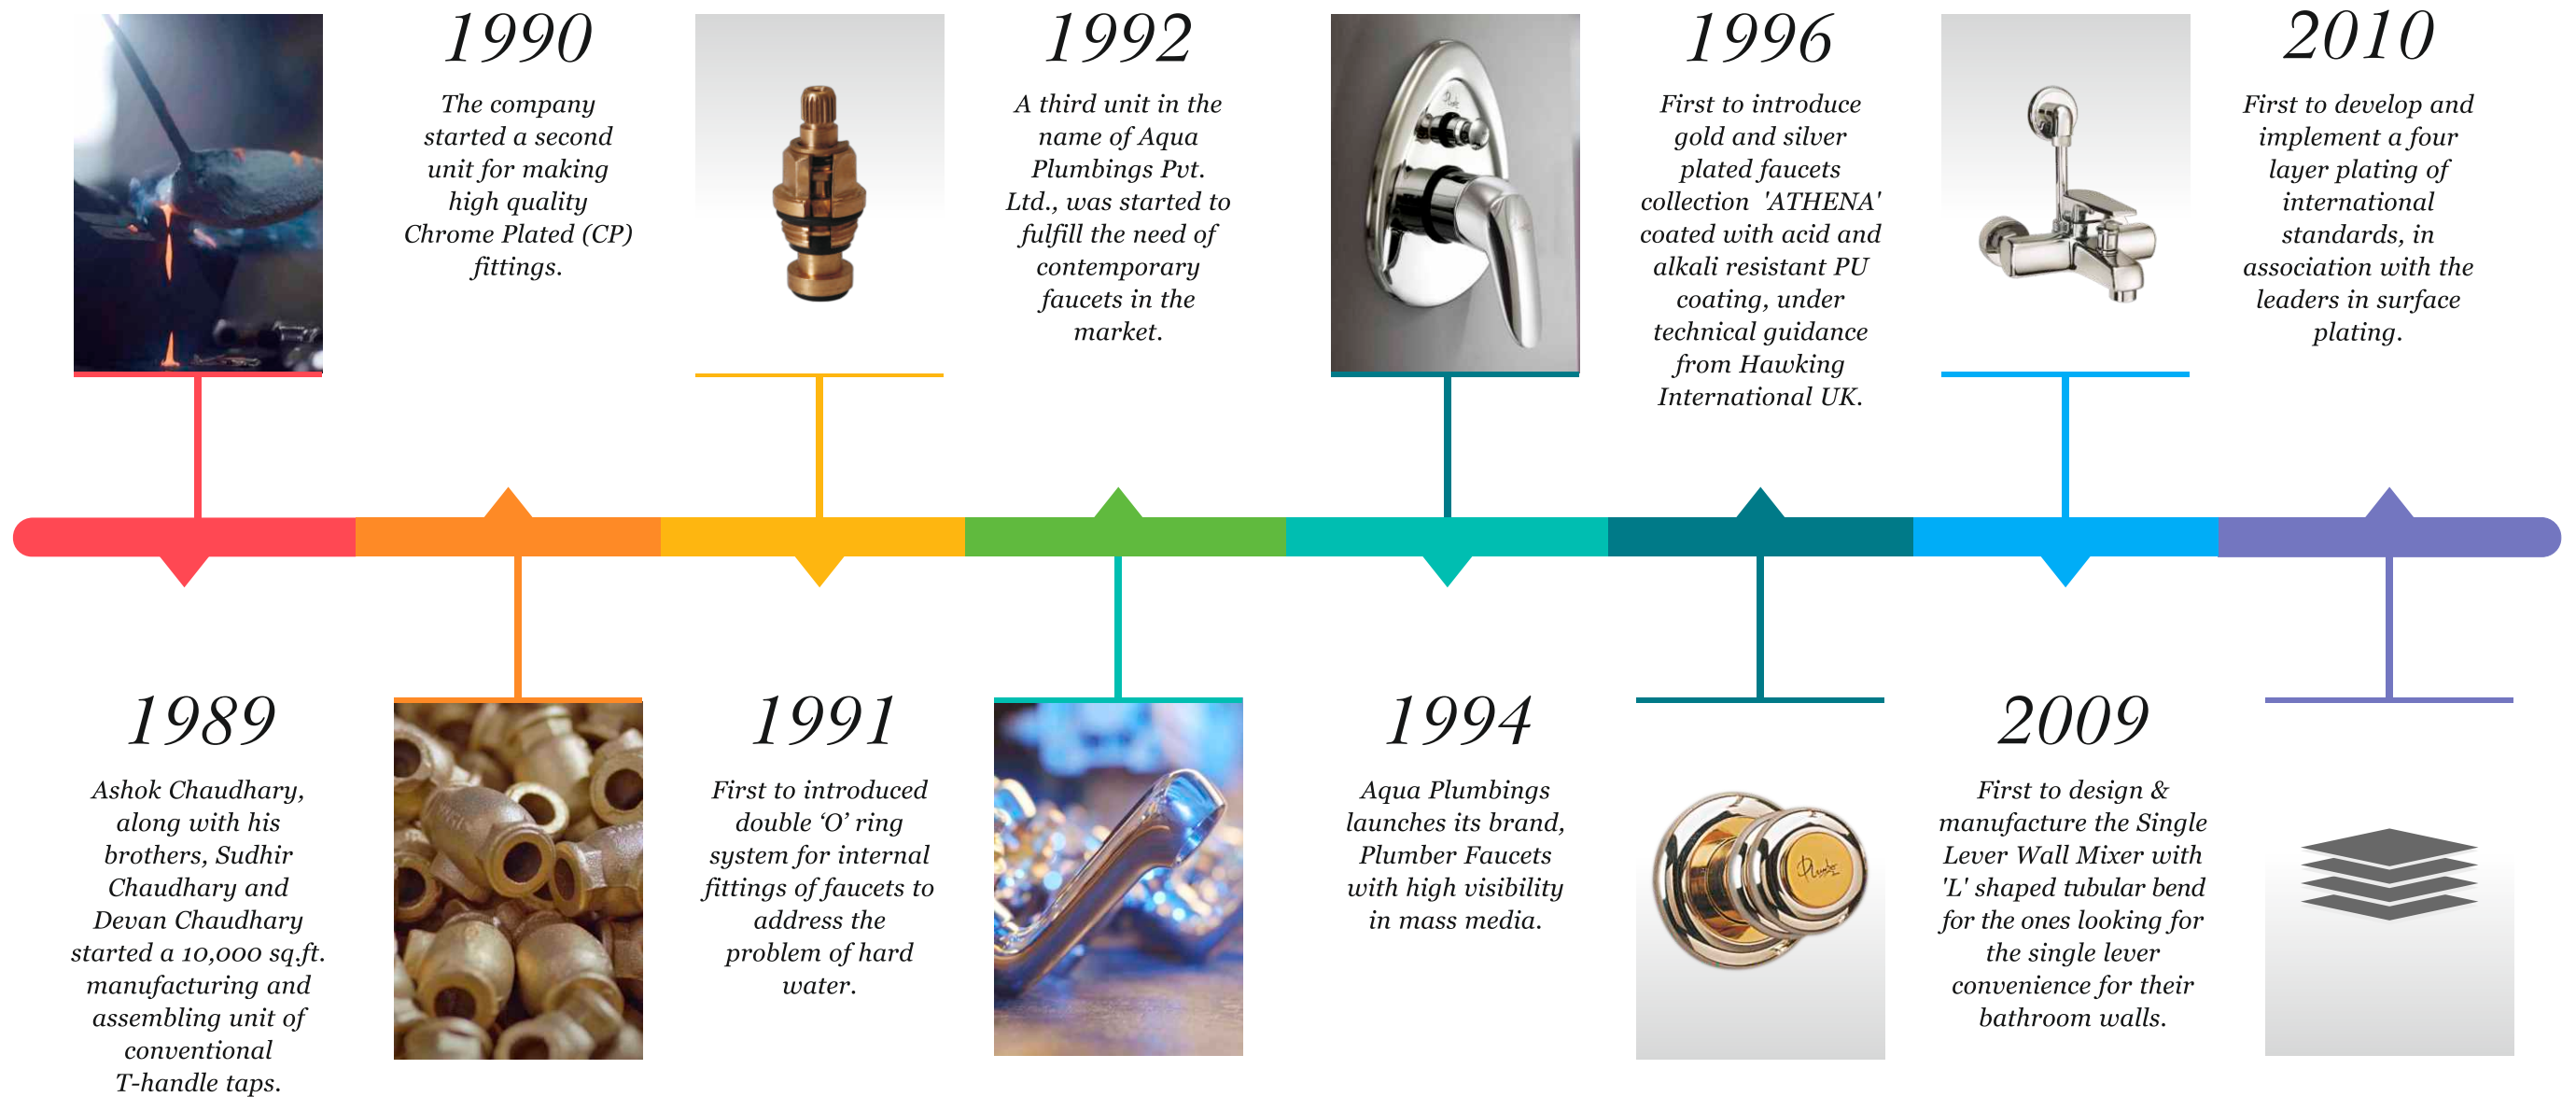 1990
The company
started a second
unit for making
high quality
Chrome Plated (CP)
fittings.
1992
A third unit in the
name of Aqua
Plumbings Pvt.
Ltd., was started to
fulfill the need of
contemporary
faucets in the
market.
1996
First to introduce
gold and silver
plated faucets
collection 'ATHENA'
coated with acid and
alkali resistant PU
coating, under
technical guidance
from Hawking
International UK.
2010
First to develop and
implement a four
layer plating of
international
standards, in
association with the
leaders in surface
plating.
1989
Ashok Chaudhary,
along with his
brothers, Sudhir
Chaudhary and
Devan Chaudhary
started a 10,000 sq.ft.
manufacturing and
assembling unit of
conventional
T-handle taps.
1991
First to introduced
double ‘O’ ring
system for internal
fittings of faucets to
address the
problem of hard
water.
1994
Aqua Plumbings
launches its brand,
Plumber Faucets
with high visibility
in mass media.
2009
First to design &
manufacture the Single
Lever Wall Mixer with
'L' shaped tubular bend
for the ones looking for
the single lever
convenience for their
bathroom walls.